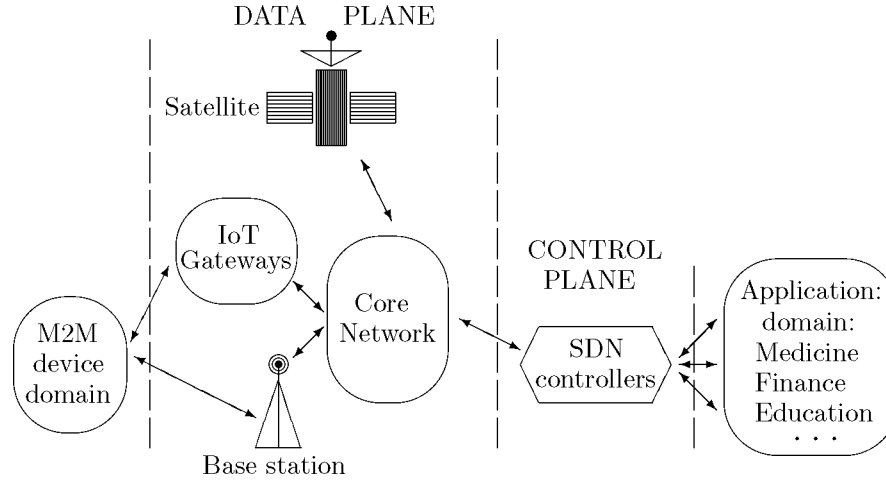 DATA PLANE
Satellite
IoT
Gateways
Core
Network
M2M
device
domain
Base station
CONTROL
PLANE
SDN
controllers
Application:
domain:
Medicine
Finance
Education
. . .